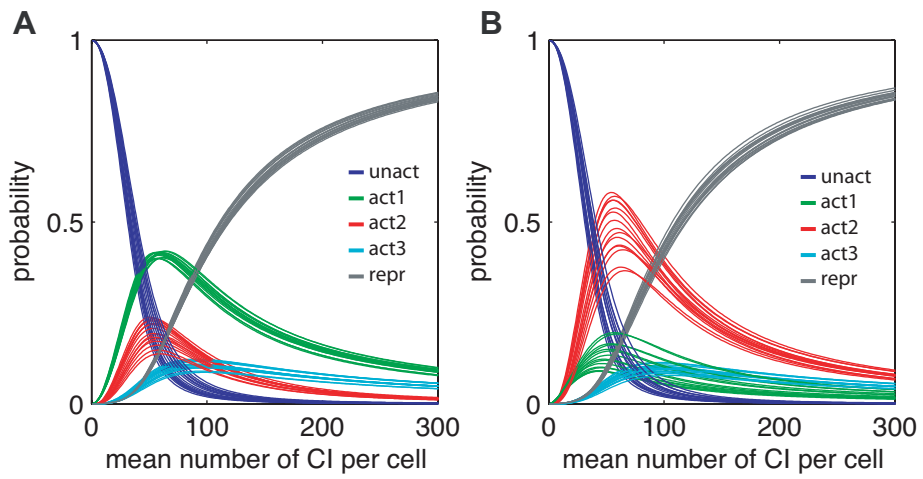 A
1
0.5
0
probability
unact
act1
act2
act3
repr
0 100 200 300
mean number of CI per cell
B
1
0.5
0
probability
unact
act1
act2
act3
repr
0 100 200 300
mean number of CI per cell